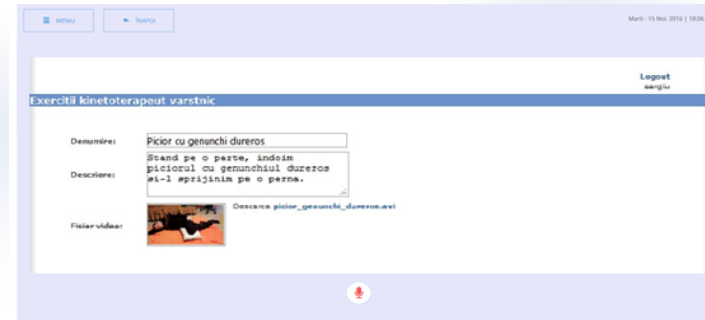 MENIU
ÎNAPOI
Marti - 15 Nov, 2016 | 18:06
Logout
sergiu
Exercitii kinetoterapeut varstnic
Denumire:
Picior cu genunchi dureros
Descriere:
Stand pe o parte, indoim
piciorul cu genunchiul dureros
si-l sprijinim pe o perna.
Fisier video:
Descarca picior_genunchi_dureros.avi